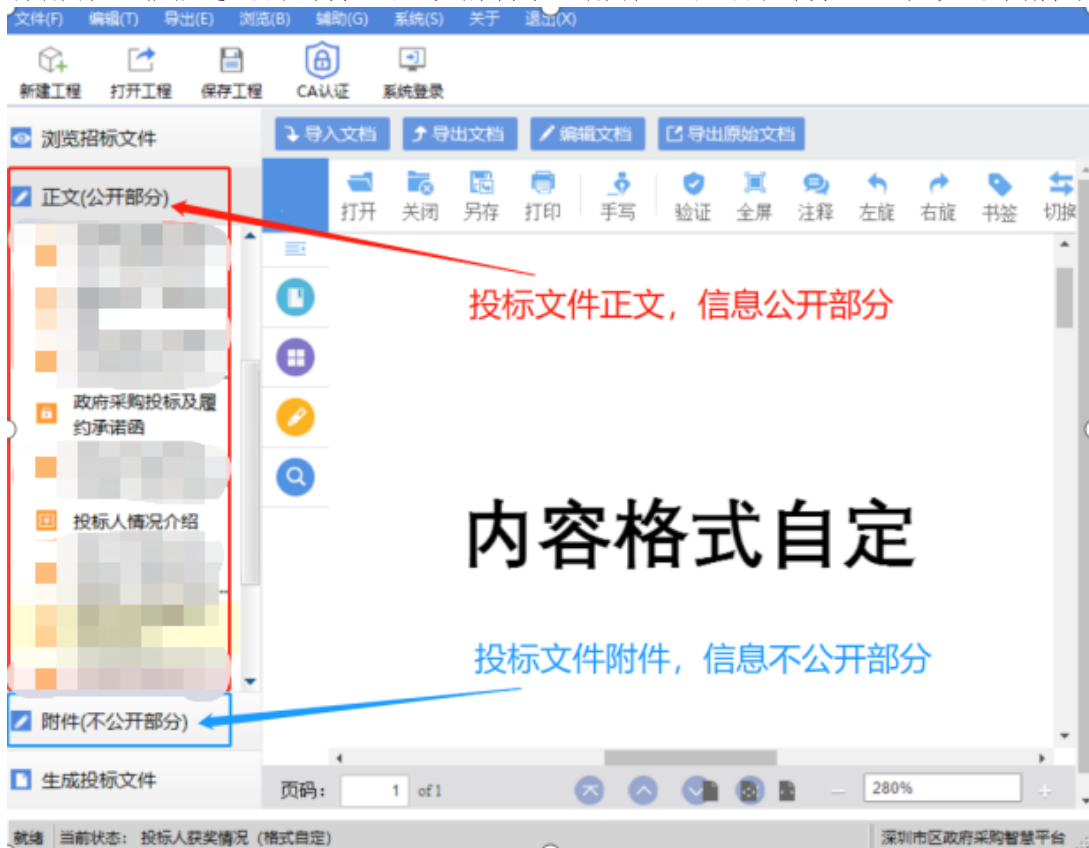 文件(F) 编辑(T) 导出(E) 浏览(B) 辅助(G) 系统(S) 关于 退出(X)
新建工程 打开工程 保存工程 CA认证 系统登录
浏览招标文件
导入文档 导出文档 编辑文档 导出原始文档
正文(公开部分)
打开 关闭 另存 打印 手写 验证 全屏 注释 左旋 右旋 书签 切换
投标文件正文，信息公开部分
政府采购投标及履
约承诺函
投标人情况介绍
内容格式自定
投标文件附件，信息不公开部分
附件(不公开部分)
生成投标文件
页码: 1 of 1 280%
就绪 当前状态: 投标人获奖情况 (格式自定) 深圳市区政府采购智慧平台